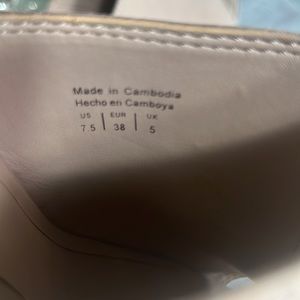 Made in Cambodia
Hecho en Camboya
US | EUR | UK
7.5 | 38 | 5